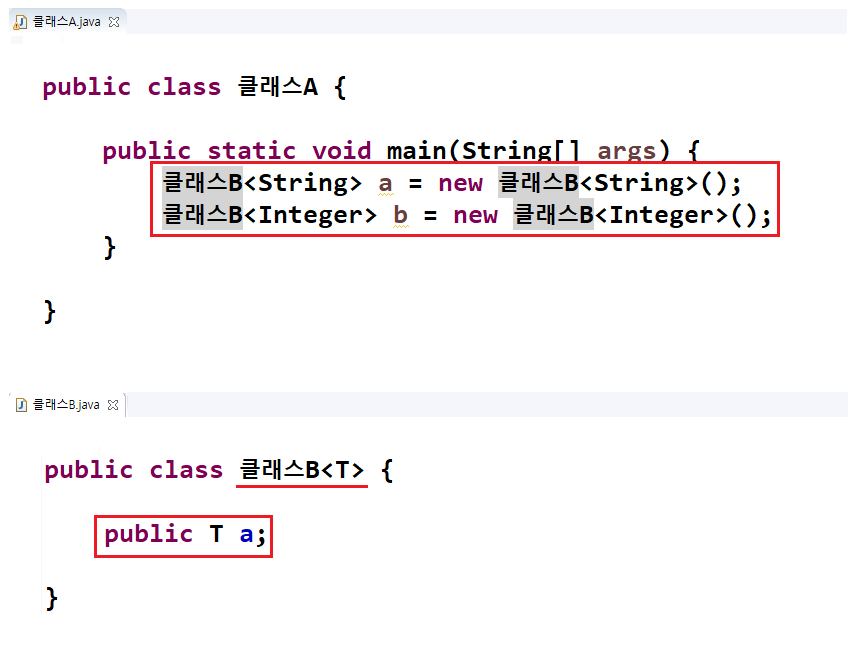 클래스A.java
public class 클래스A {
public static void main(String[] args) {
클래스B<String> a = new 클래스B<String>();
클래스B<Integer> b = new 클래스B<Integer>();
}
}
클래스B.java
public class 클래스B<T> {
public T a;
}